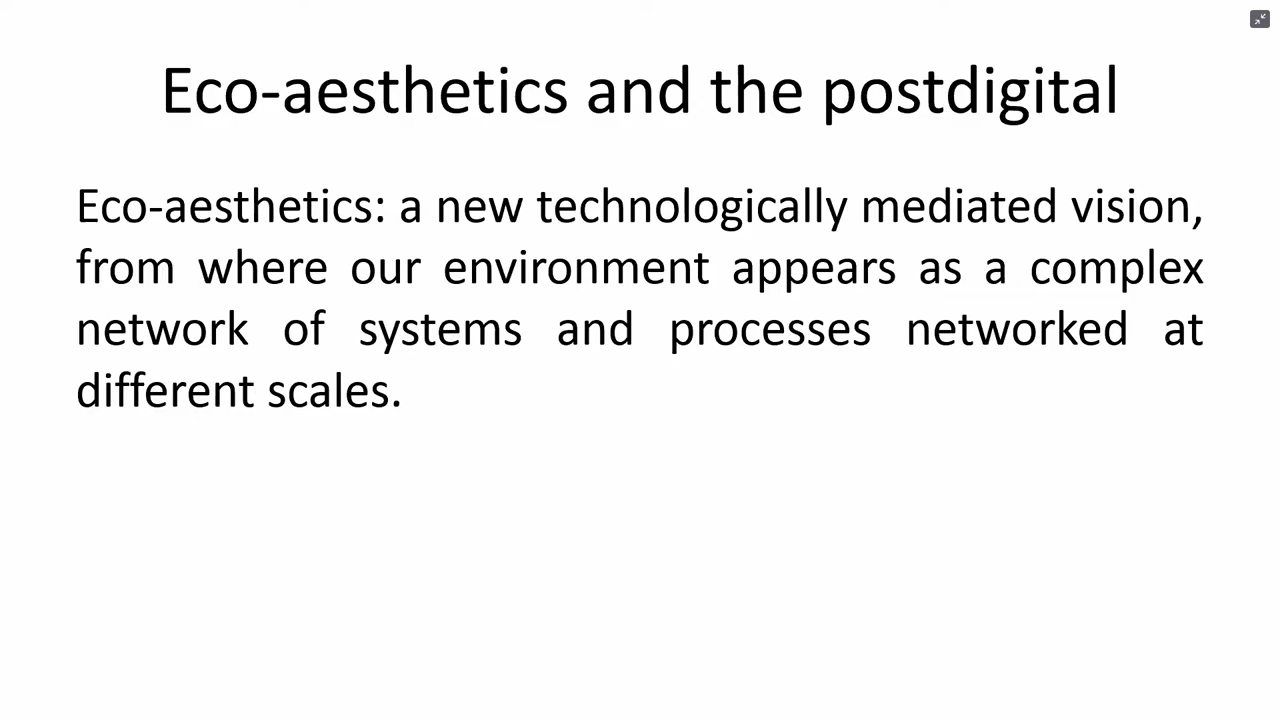 Eco-aesthetics and the postdigital
Eco-aesthetics: a new technologically mediated vision,
from where our environment appears as a complex
network of systems and processes networked at
different scales.